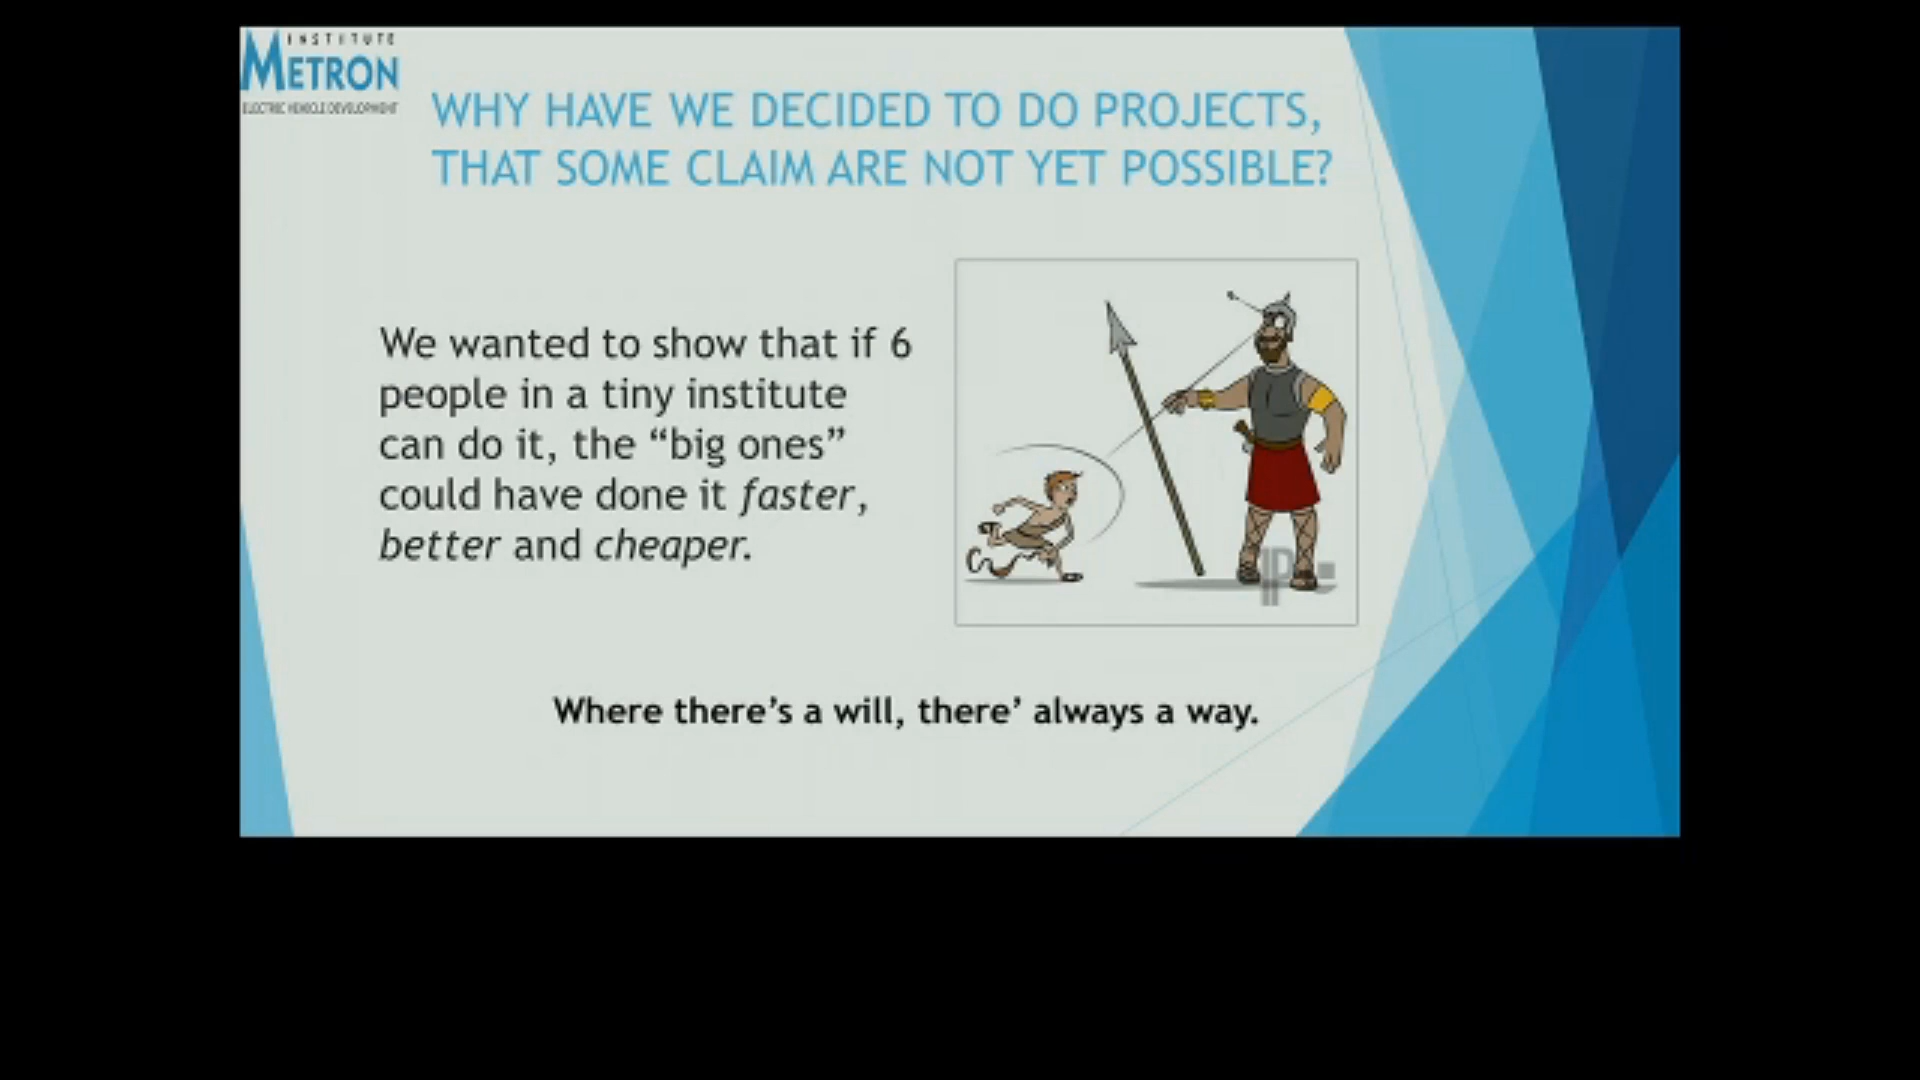 INSTITUTE
METRON
ELECTRIC VEHICLE DEVELOPMENT
WHY HAVE WE DECIDED TO DO PROJECTS,
THAT SOME CLAIM ARE NOT YET POSSIBLE?
We wanted to show that if 6
people in a tiny institute
can do it, the “big ones”
could have done it faster,
better and cheaper.
Where there’s a will, there’ always a way.